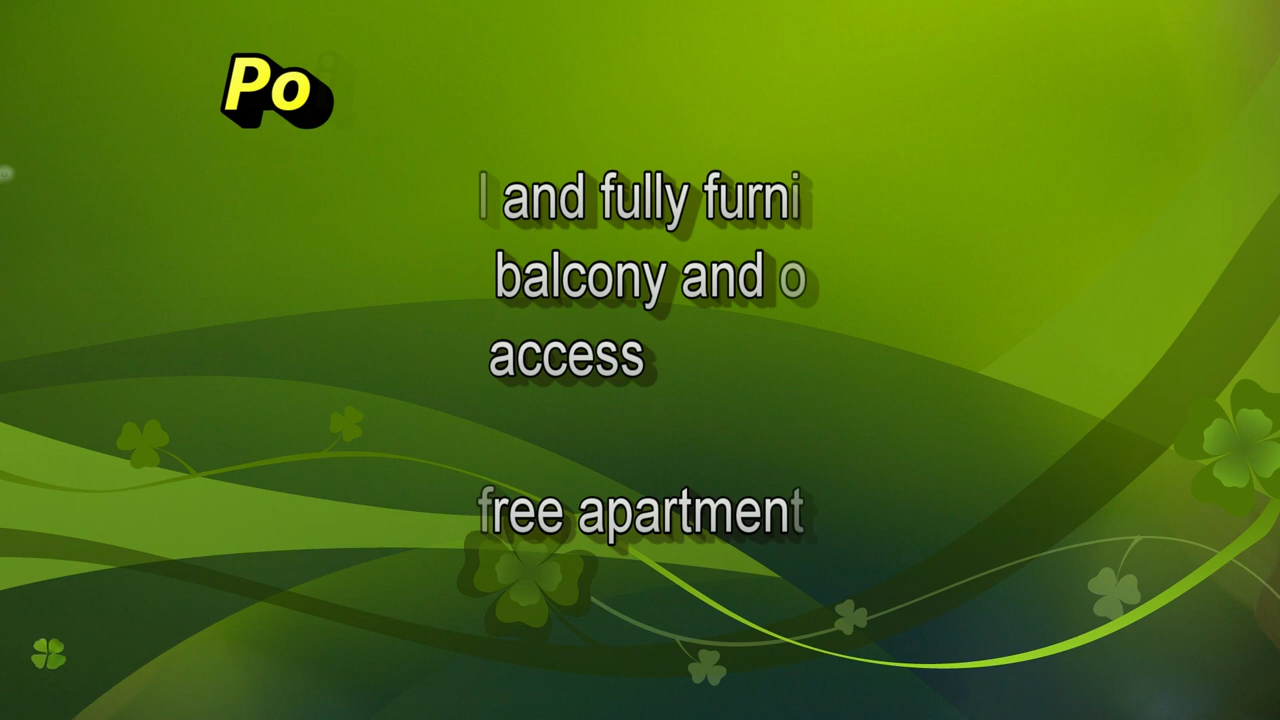 Po
and fully furni
balcony and o
access
free apartment